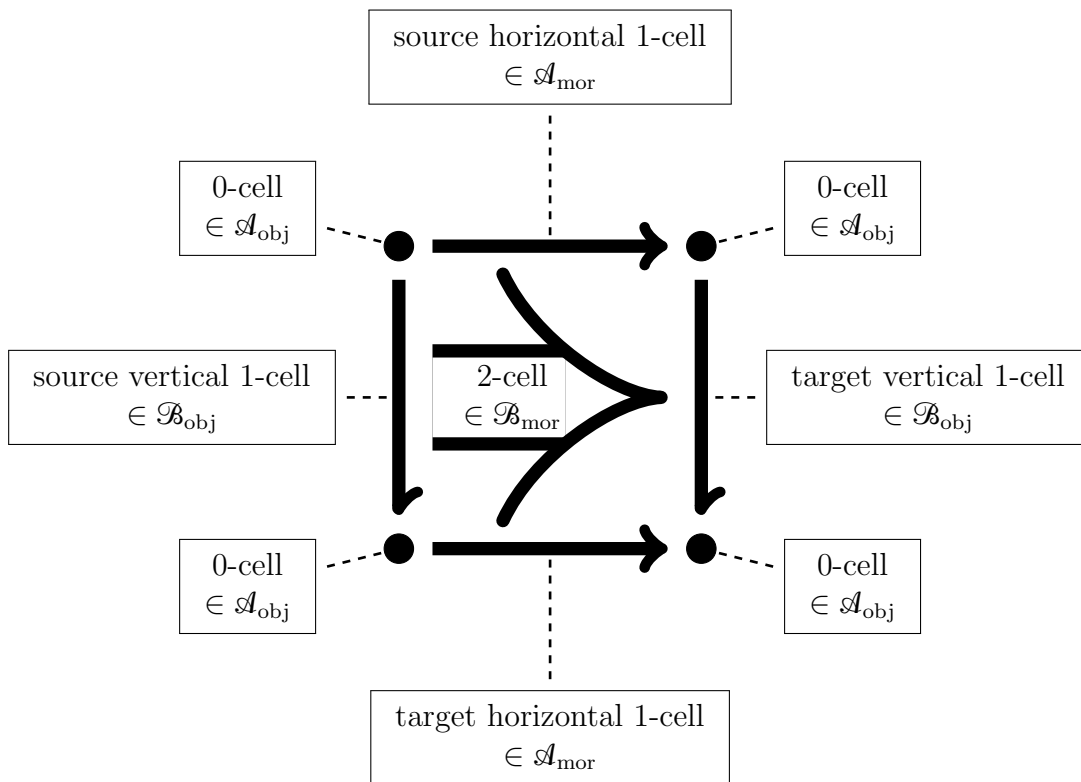 source horizontal 1-cell
∈ 𝒜mor
0-cell
∈ 𝒜obj
0-cell
∈ 𝒜obj
source vertical 1-cell
∈ ℬobj
2-cell
∈ ℬmor
target vertical 1-cell
∈ ℬobj
0-cell
∈ 𝒜obj
0-cell
∈ 𝒜obj
target horizontal 1-cell
∈ 𝒜mor